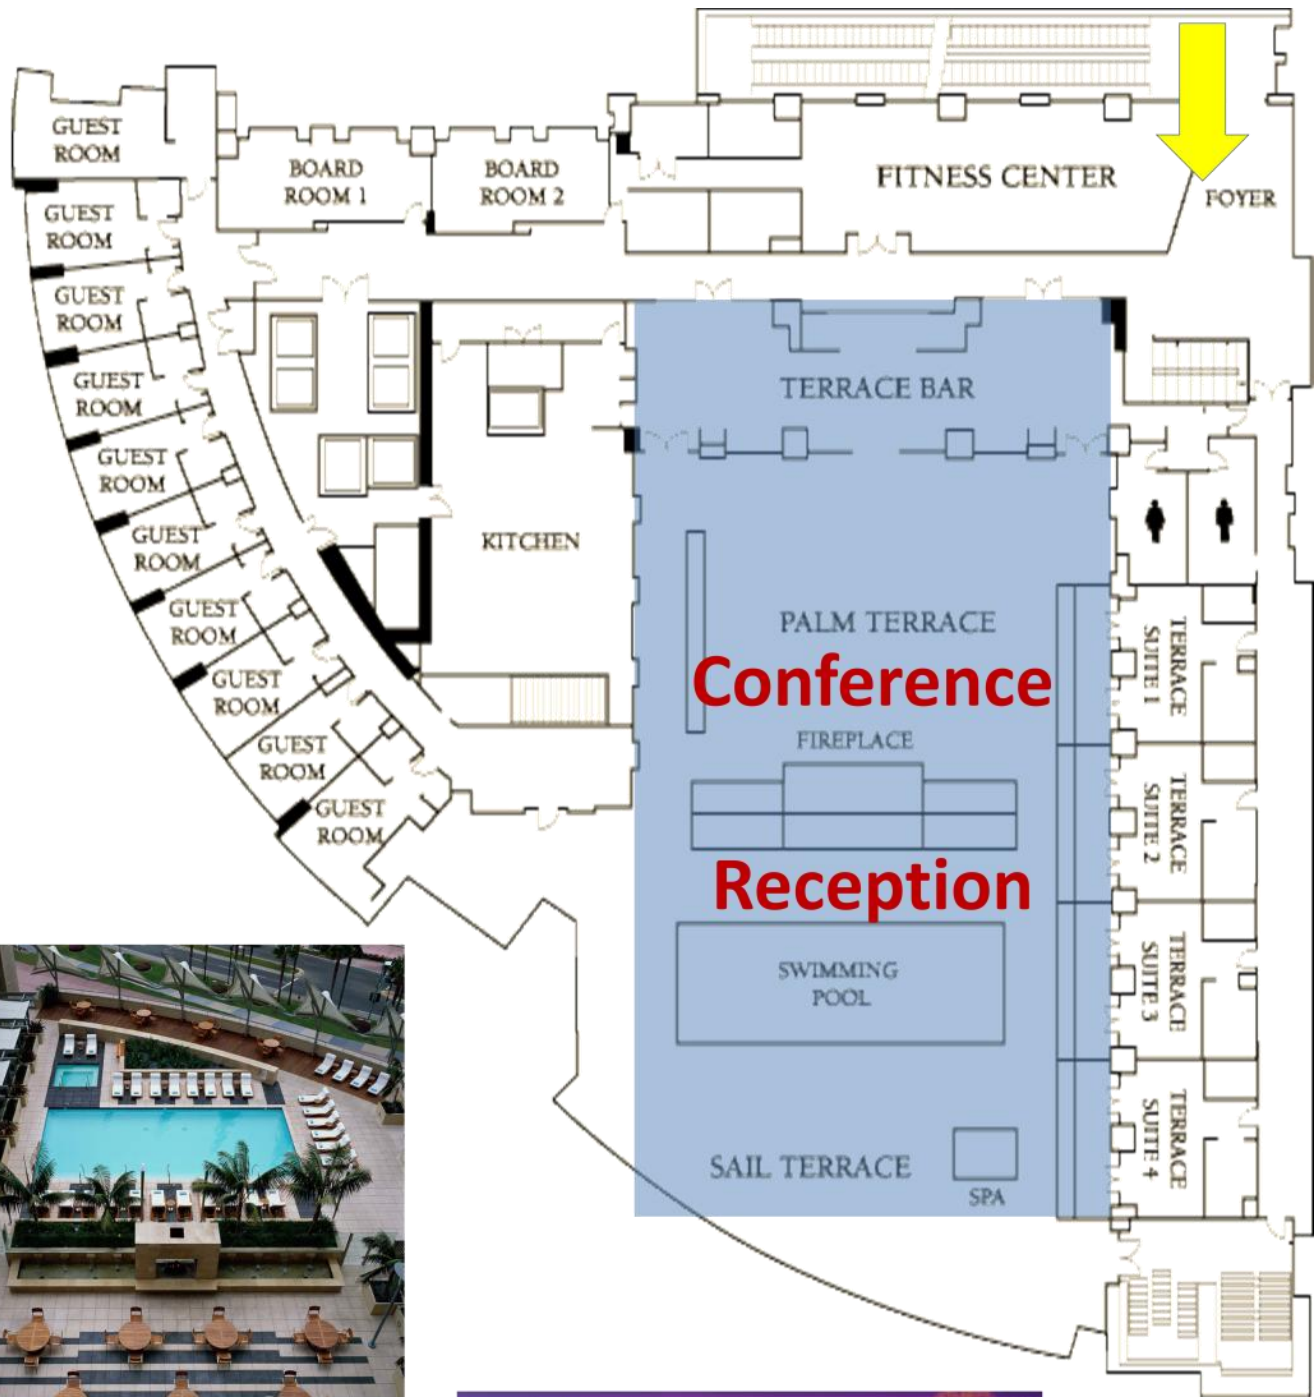 GUEST
ROOM
BOARD
ROOM 1
BOARD
ROOM 2
FITNESS CENTER
FOYER
GUEST
ROOM
GUEST
ROOM
GUEST
ROOM
GUEST
ROOM
GUEST
ROOM
GUEST
ROOM
GUEST
ROOM
GUEST
ROOM
GUEST
ROOM
TERRACE BAR
KITCHEN
PALM TERRACE
Conference
FIREPLACE
Reception
SWIMMING
POOL
SAIL TERRACE
SPA
TERRACE
SUITE 1
TERRACE
SUITE 2
TERRACE
SUITE 3
TERRACE
SUITE 4